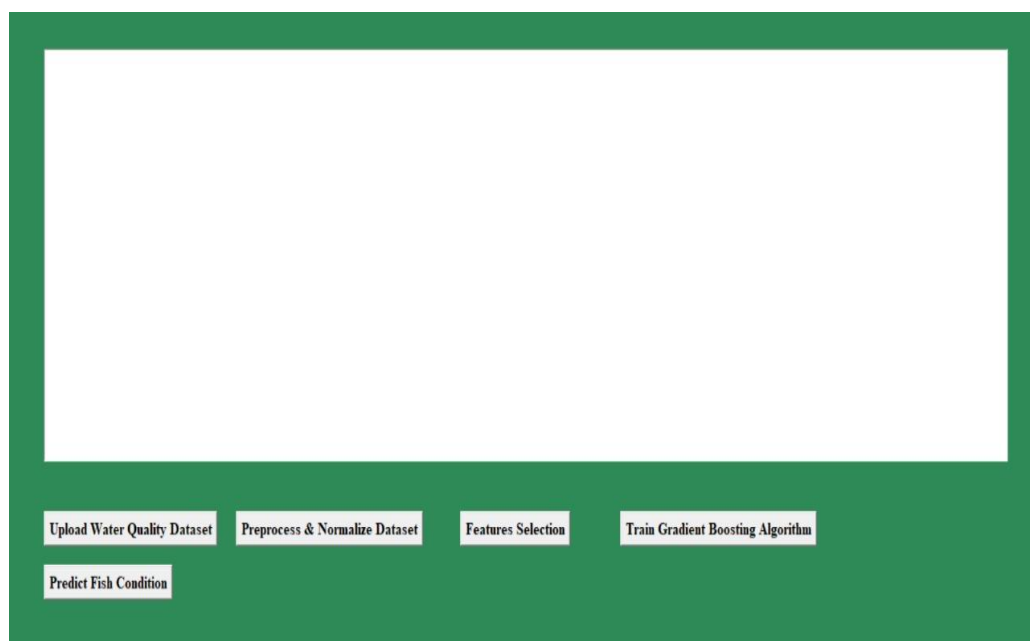 Upload Water Quality Dataset
Preprocess & Normalize Dataset
Features Selection
Train Gradient Boosting Algorithm
Predict Fish Condition